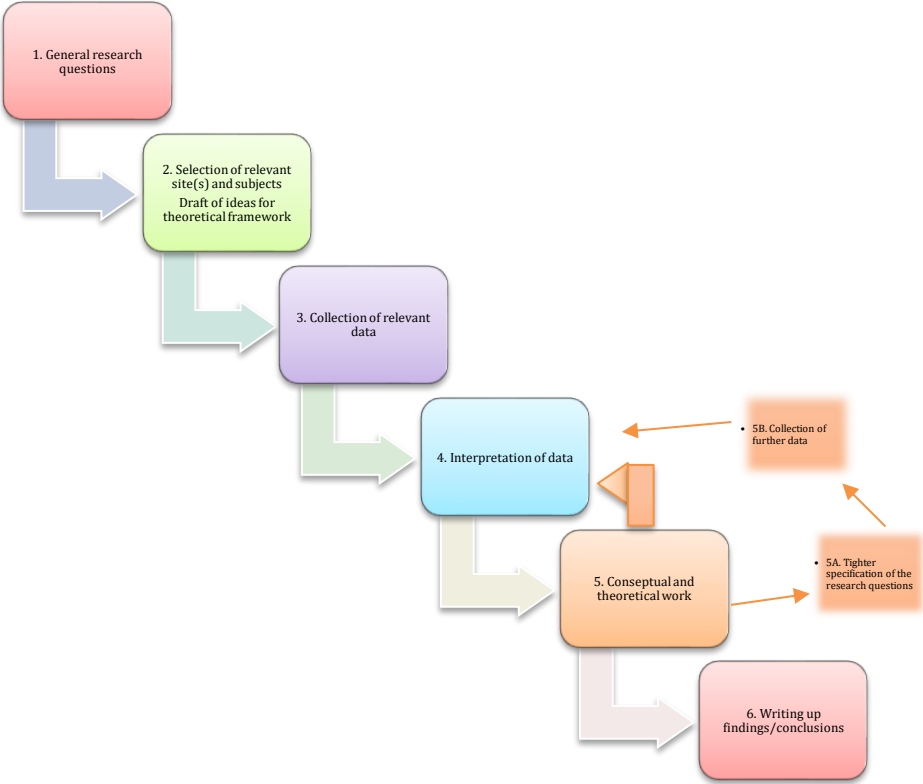 1. General research
questions
2. Selection of relevant
site(s) and subjects
Draft of ideas for
theoretical framework
3. Collection of relevant
data
4. Interpretation of data
• 5B. Collection of
further data
5. Conseptual and
theoretical work
• 5A. Tighter
specification of the
research questions
6. Writing up
findings/conclusions